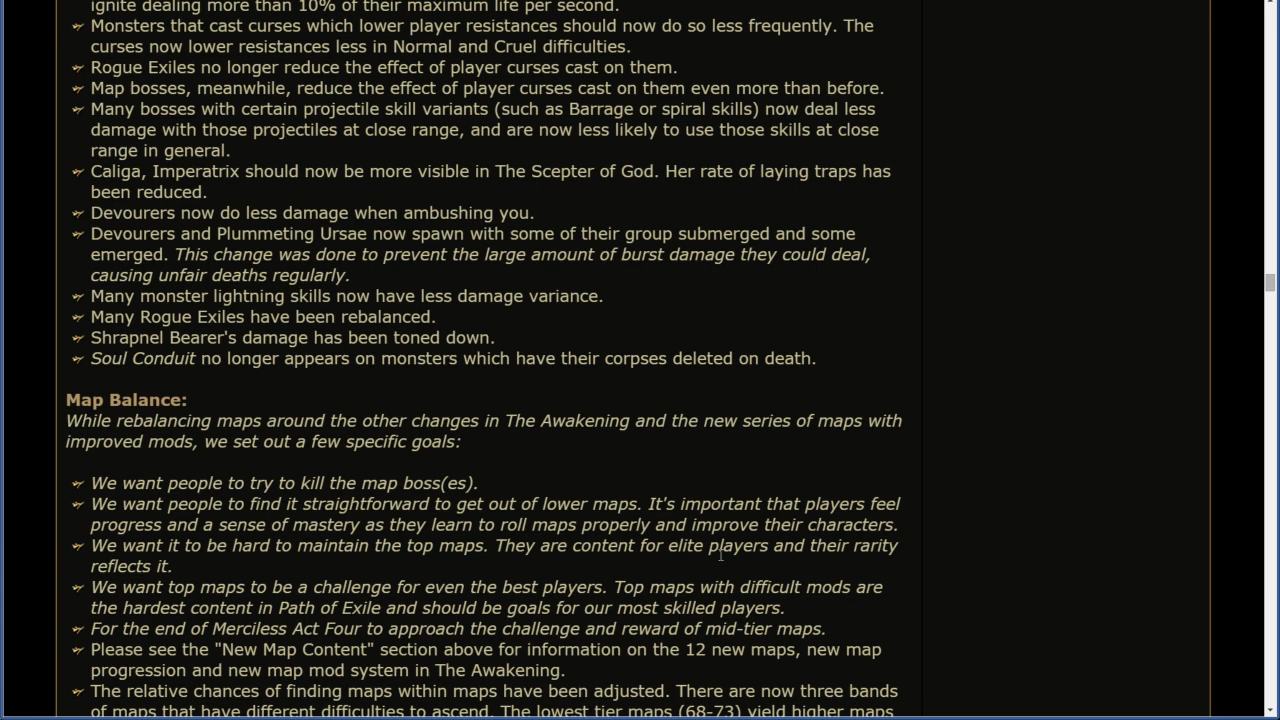 ignite dealing more than 10% of their maximum life per second.
Monsters that cast curses which lower player resistances should now do so less frequently. The
curses now lower resistances less in Normal and Cruel difficulties.
Rogue Exiles no longer reduce the effect of player curses cast on them.
Map bosses, meanwhile, reduce the effect of player curses cast on them even more than before.
Many bosses with certain projectile skill variants (such as Barrage or spiral skills) now deal less
damage with those projectiles at close range, and are now less likely to use those skills at close
range in general.
Caliga, Imperatrix should now be more visible in The Scepter of God. Her rate of laying traps has
been reduced.
Devourers now do less damage when ambushing you.
Devourers and Plummeting Ursae now spawn with some of their group submerged and some
emerged. This change was done to prevent the large amount of burst damage they could deal,
causing unfair deaths regularly.
Many monster lightning skills now have less damage variance.
Many Rogue Exiles have been rebalanced.
Shrapnel Bearer's damage has been toned down.
Soul Conduit no longer appears on monsters which have their corpses deleted on death.
Map Balance:
While rebalancing maps around the other changes in The Awakening and the new series of maps with
improved mods, we set out a few specific goals:
We want people to try to kill the map boss(es).
We want people to find it straightforward to get out of lower maps. It's important that players feel
progress and a sense of mastery as they learn to roll maps properly and improve their characters.
We want it to be hard to maintain the top maps. They are content for elite players and their rarity
reflects it.
We want top maps to be a challenge for even the best players. Top maps with difficult mods are
the hardest content in Path of Exile and should be goals for our most skilled players.
For the end of Merciless Act Four to approach the challenge and reward of mid-tier maps.
Please see the "New Map Content" section above for information on the 12 new maps, new map
progression and new map mod system in The Awakening.
The relative chances of finding maps within maps have been adjusted. There are now three bands
of maps that have different difficulties to ascend. The lowest tier maps (68-73) yield higher maps